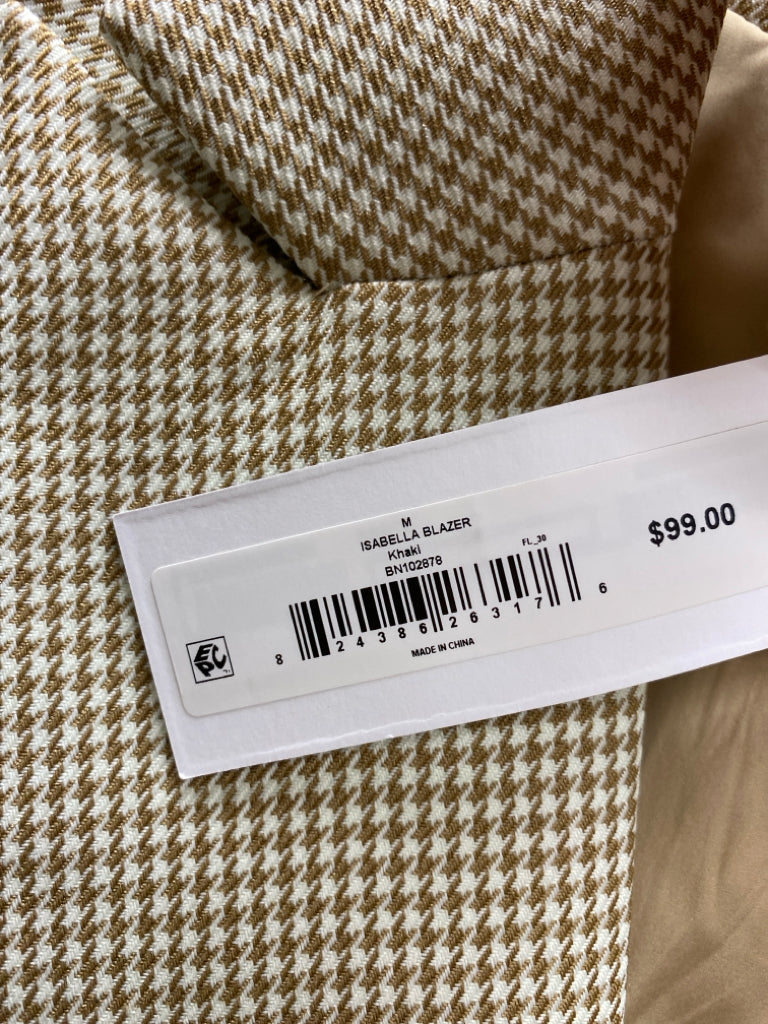 M
ISABELLA BLAZER
Khaki
BN102878
FL_30
$99.00
8 24386 26317 6
MADE IN CHINA
EPC